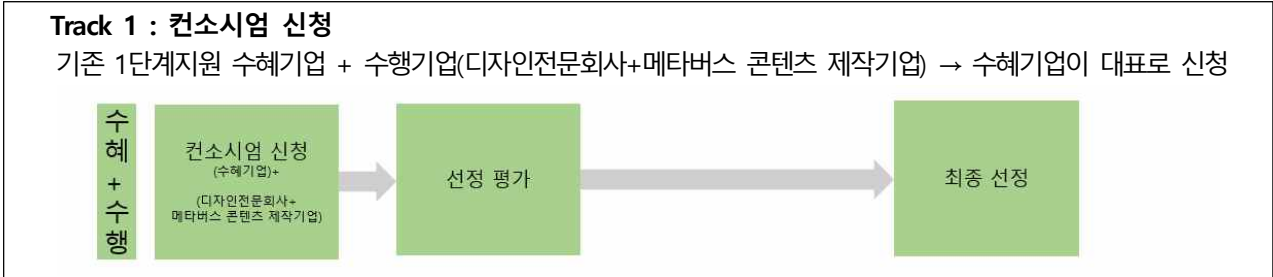 Track 1 : 컨소시엄 신청
기존 1단계지원 수혜기업 + 수행기업(디자인전문회사+메타버스 콘텐츠 제작기업) → 수혜기업이 대표로 신청
수
혜
+
수
행
컨소시엄 신청
(수혜기업)+
(디자인전문회사+
메타버스 콘텐츠 제작기업)
선정 평가
최종 선정